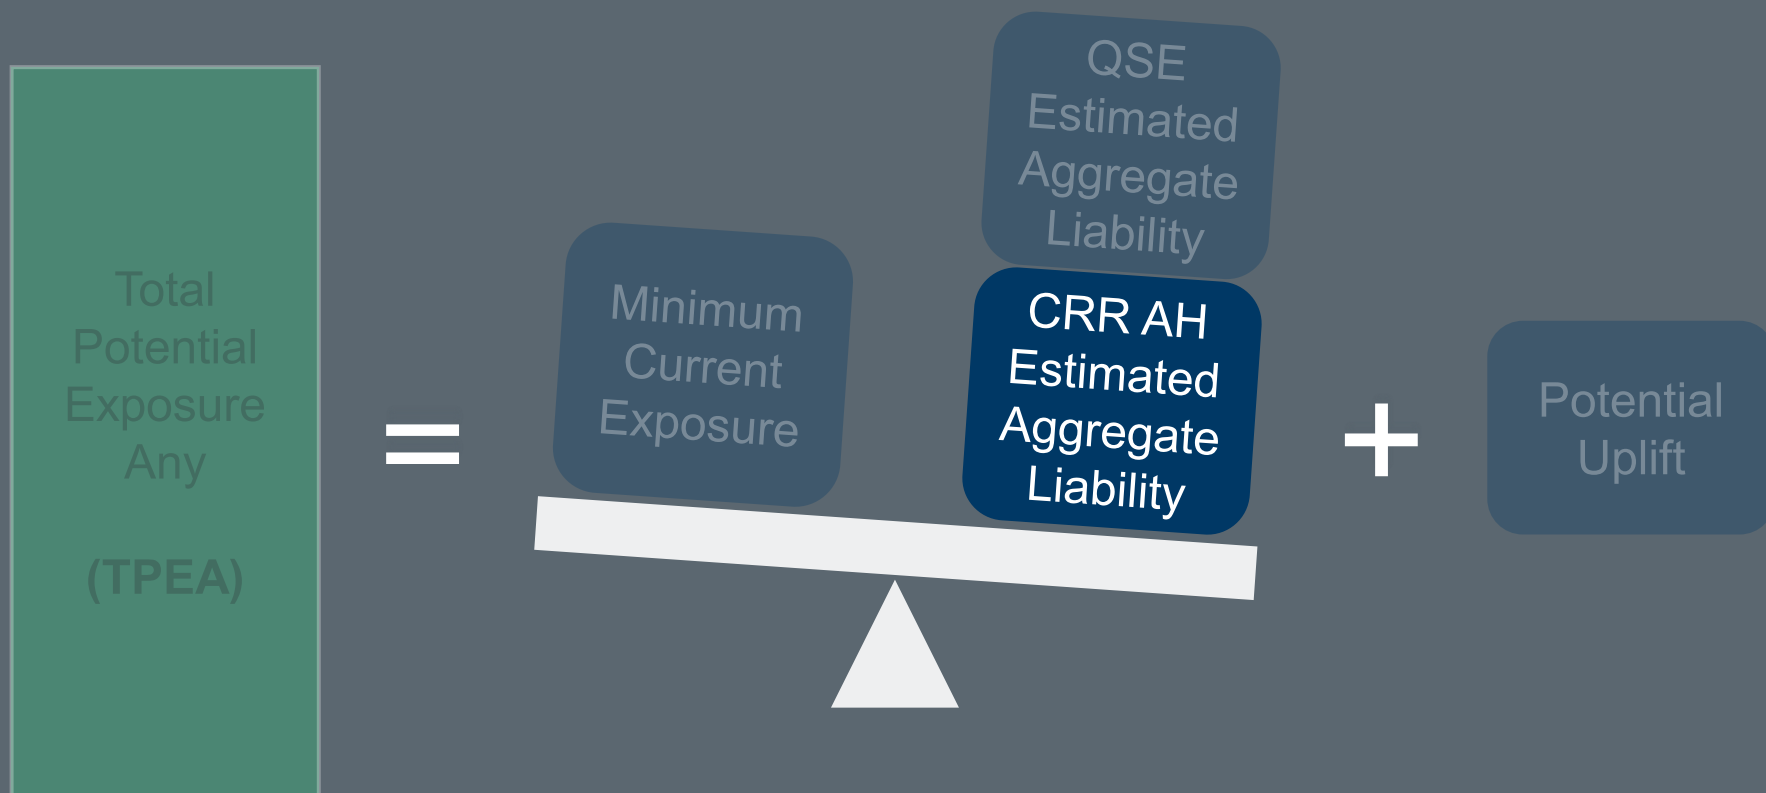 Total
Potential
Exposure
Any
(TPEA)
=
Minimum
Current
Exposure
QSE
Estimated
Aggregate
Liability
CRR AH
Estimated
Aggregate
Liability
+
Potential
Uplift